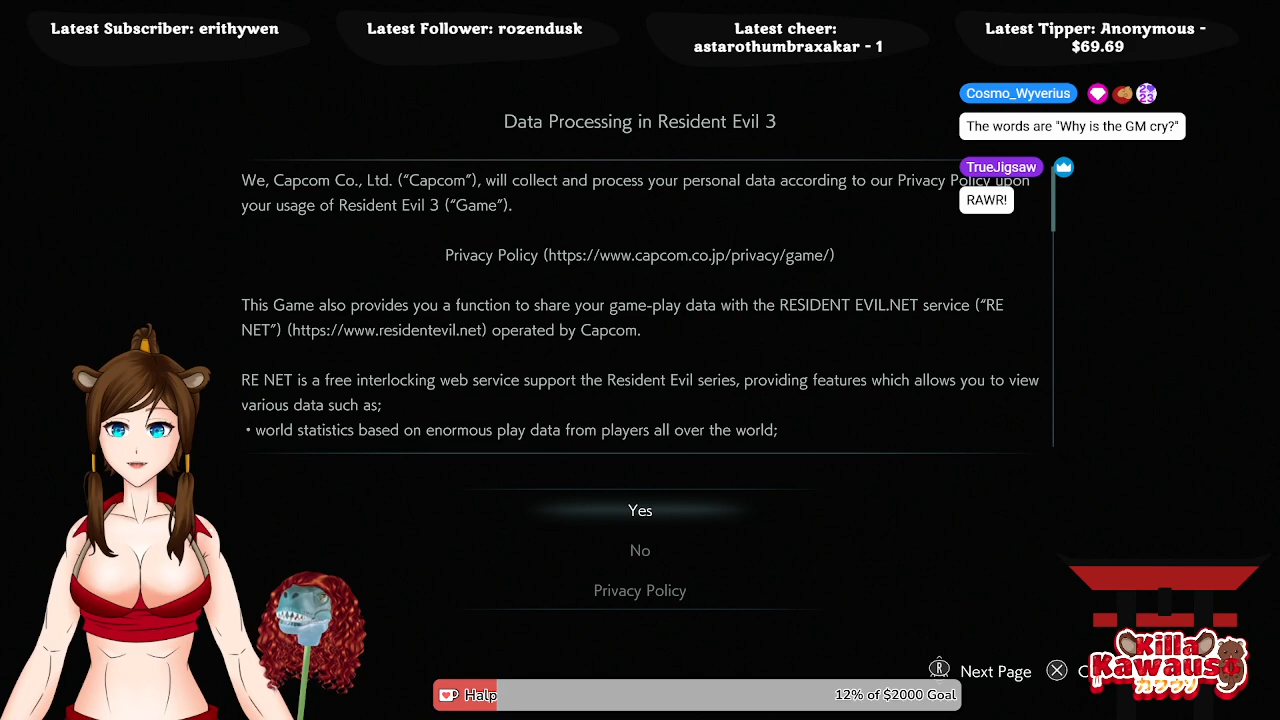 Latest Subscriber: erithywen
Latest Follower: rozendusk
Latest cheer:
astarothumbraxakar - 1
Latest Tipper: Anonymous -
$69.69
Cosmo_Wyverius
The words are "Why is the GM cry?"
TrueJigsaw
RAWR!
Data Processing in Resident Evil 3
We, Capcom Co., Ltd. (“Capcom”), will collect and process your personal data according to our Privacy Policy upon
your usage of Resident Evil 3 (“Game”).
Privacy Policy (https://www.capcom.co.jp/privacy/game/)
This Game also provides you a function to share your game-play data with the RESIDENT EVIL.NET service (“RE
NET”) (https://www.residentevil.net) operated by Capcom.
RE NET is a free interlocking web service support the Resident Evil series, providing features which allows you to view
various data such as;
• world statistics based on enormous play data from players all over the world;
Yes
No
Privacy Policy
R Next Page
Killa
Kawauso
カワウソ
Halp
12% of $2000 Goal